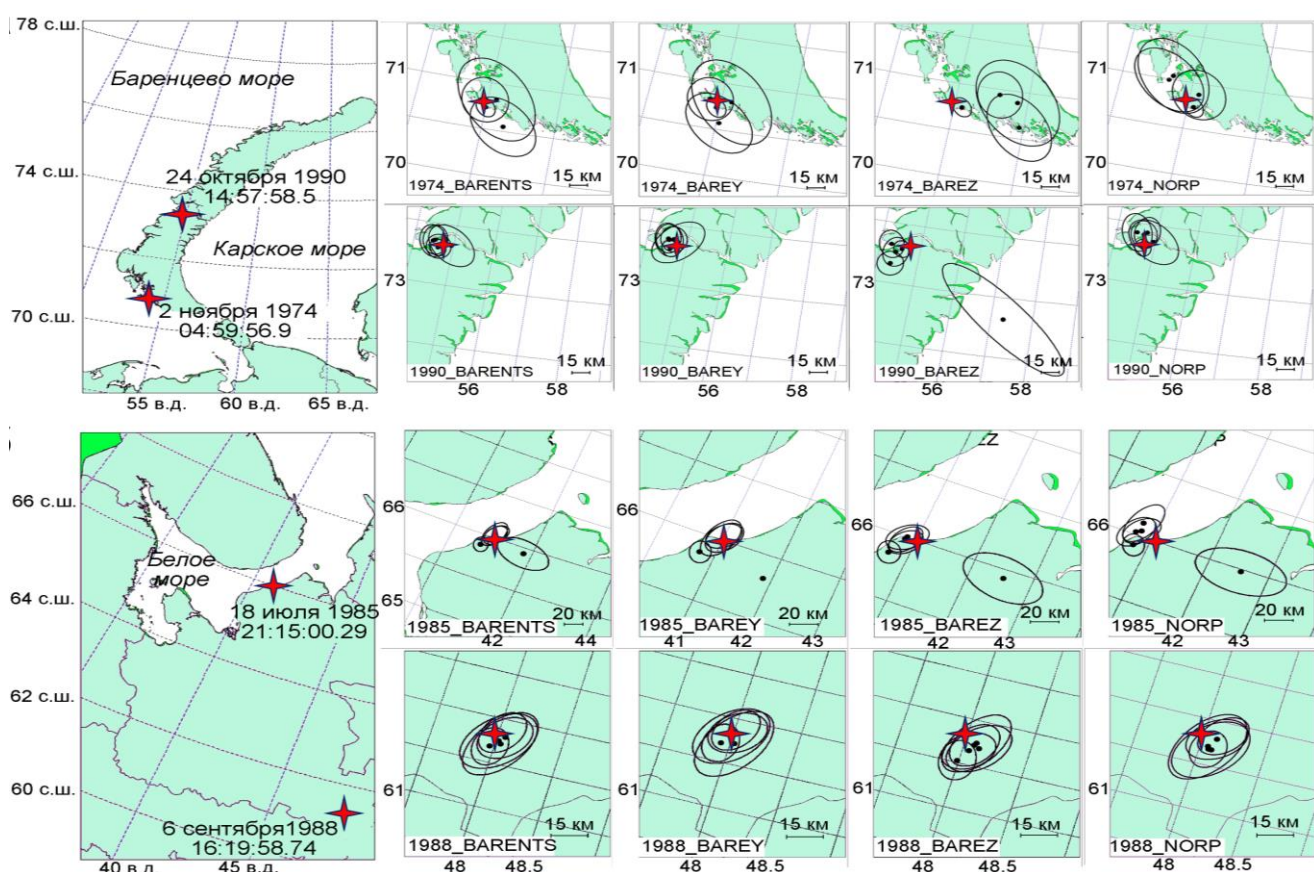 78 с.ш.
Баренцево море
74 с.ш.
24 октября 1990
14:57:58.5
Карское море
70 с.ш.
2 ноября 1974
04:59:56.9
55 в.д. 60 в.д. 65 в.д.
71
70
15 км
1974_BARENTS
71
70
15 км
1974_BAREY
71
70
15 км
1974_BAREZ
71
70
15 км
1974_NORP
73
15 км
1990_BARENTS
56 58
73
15 км
1990_BAREY
56 58
73
15 км
1990_BAREZ
56 58
73
15 км
1990_NORP
56 58
66 с.ш.
Белое
море
64 с.ш.
18 июля 1985
21:15:00.29
62 с.ш.
60 с.ш.
6 сентября1988
16:19:58.74
40 в.д. 45 в.д.
66
65
20 км
1985_BARENTS
42 44
66
20 км
1985_BAREY
41 42 43
EZ
66
20 км
1985_BAREZ
42 43
66
20 км
1985_NORP
42 43
61
15 км
1988_BARENTS
48 48.5
61
15 км
1988_BAREY
48 48.5
61
15 км
1988_BAREZ
48 48.5
61
15 км
1988_NORP
48 48.5